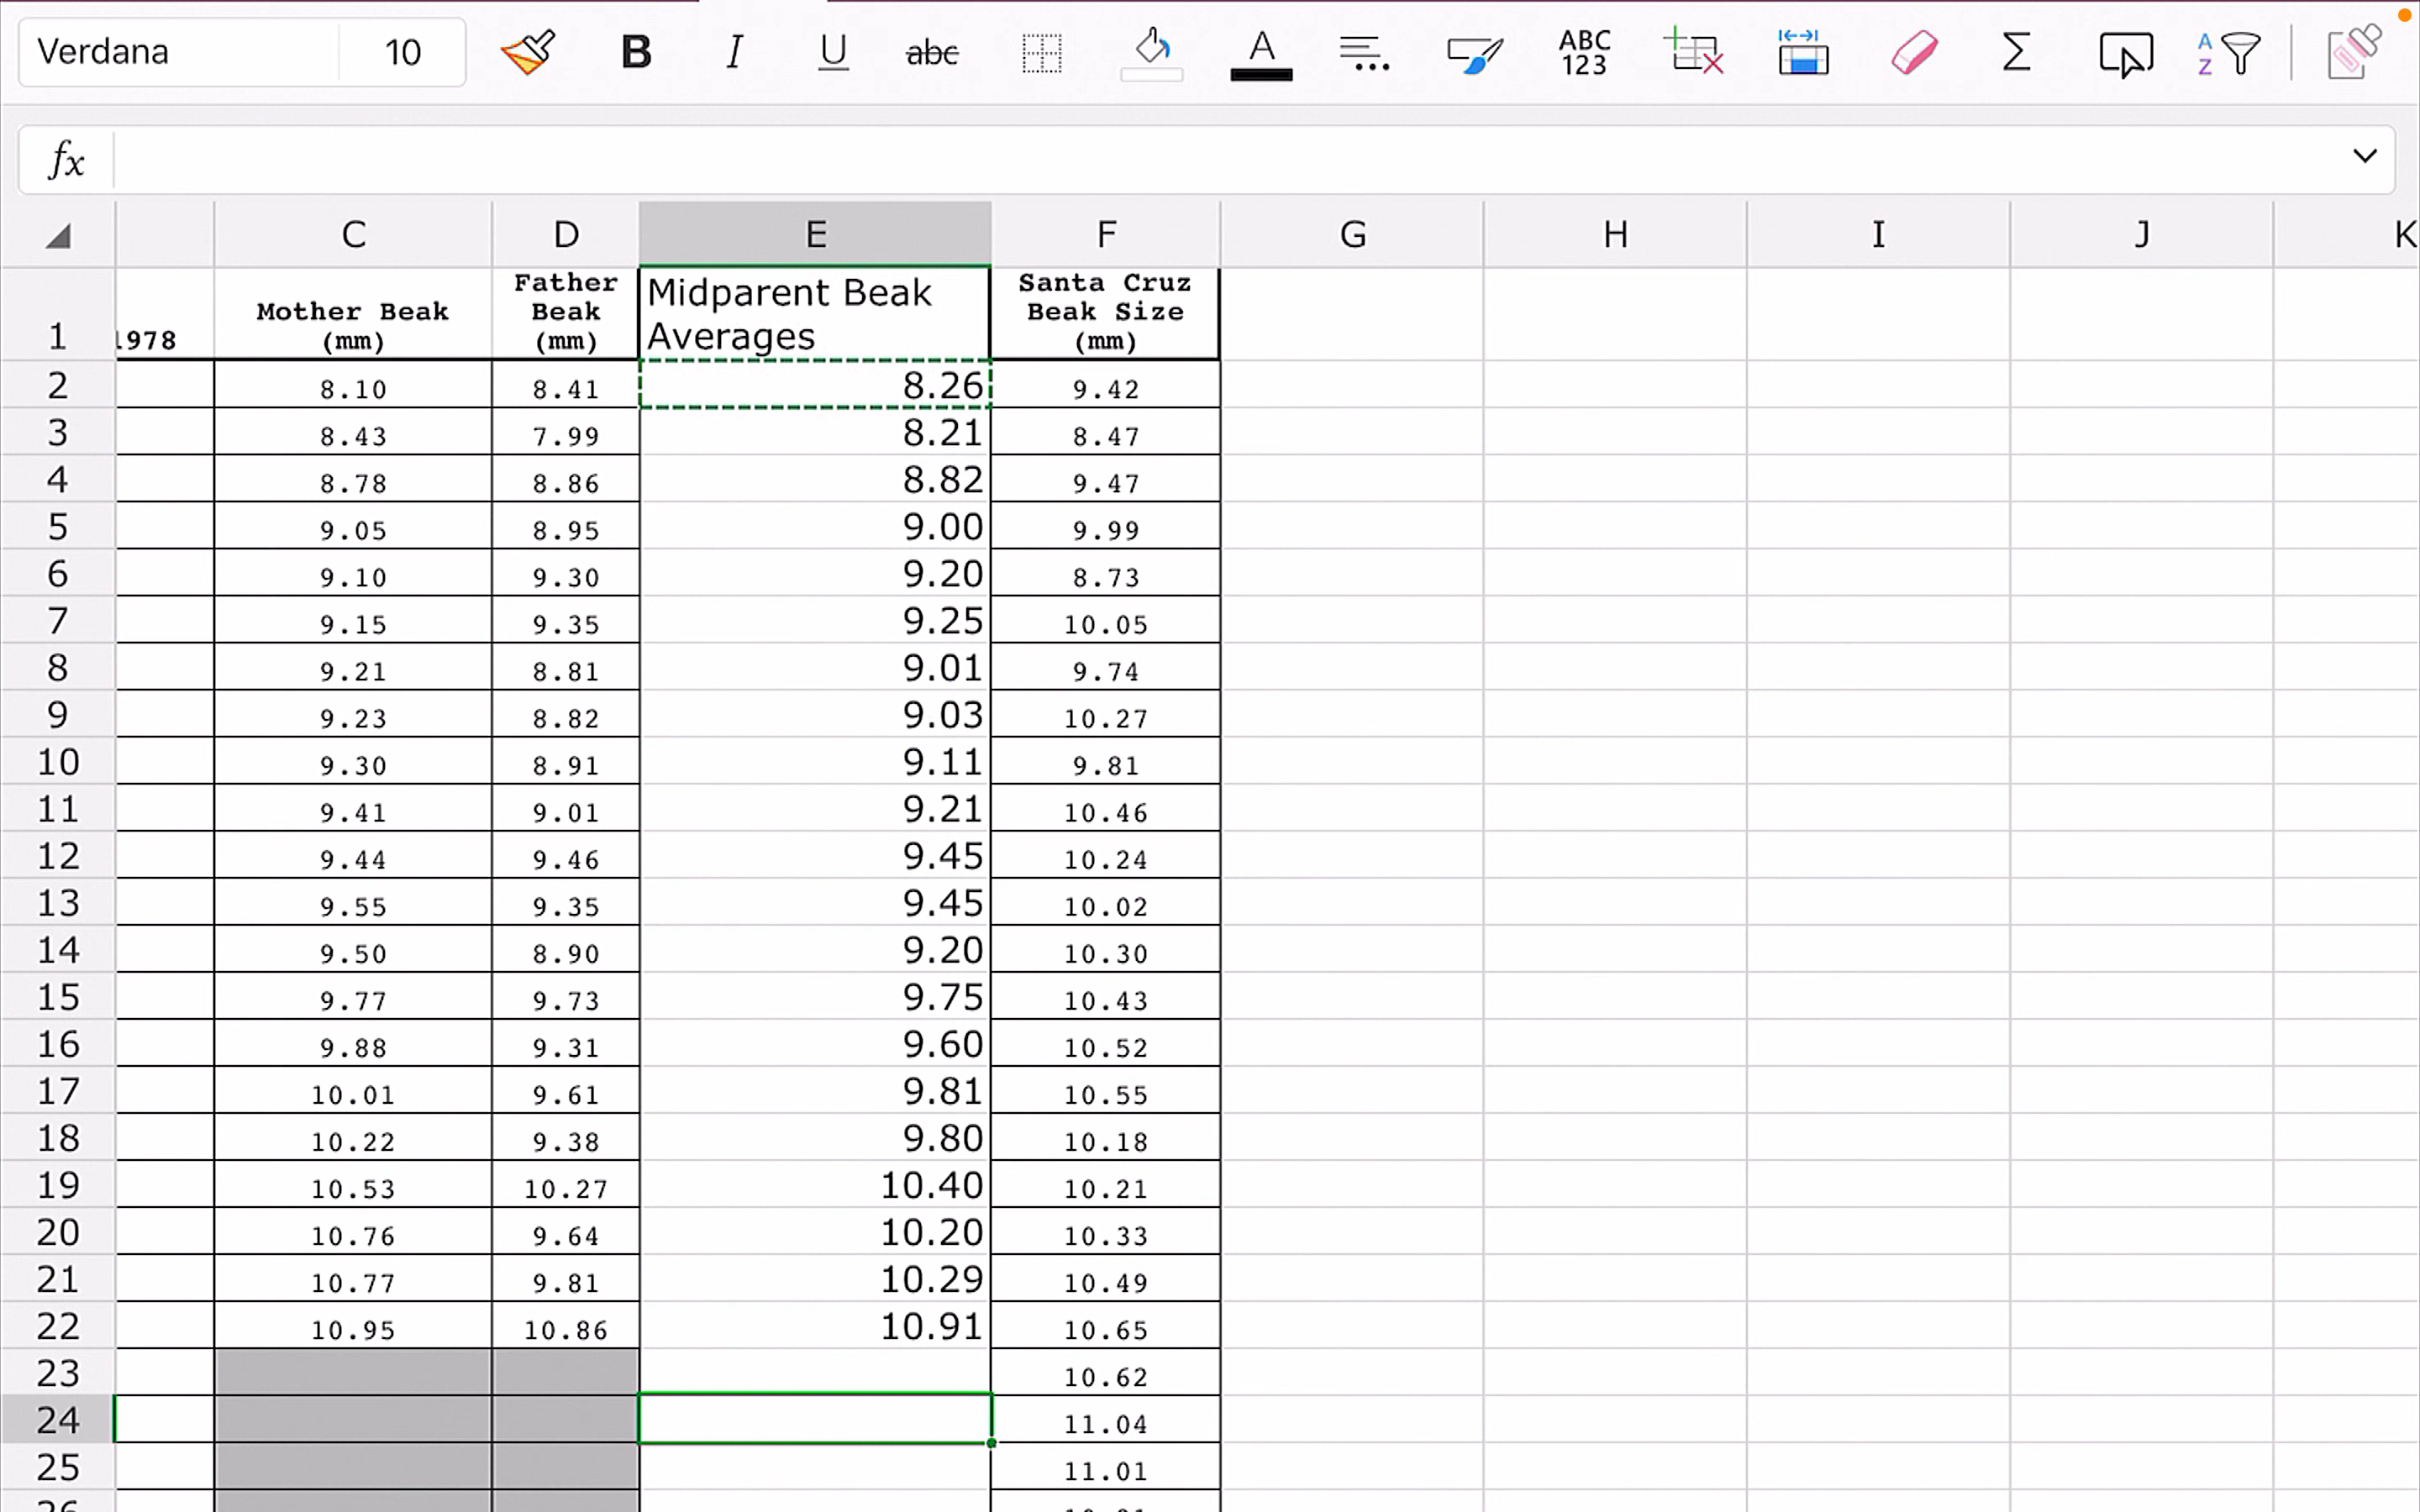 Verdana 10 B I U abc A ABC A
123 Z
fx
C D E F G H I J K
Father Midparent Beak Santa Cruz
Mother Beak Beak Averages Beak Size
1 1978 (mm) (mm) (mm)
2 8.10 8.41 8.26 9.42
3 8.43 7.99 8.21 8.47
4 8.78 8.86 8.82 9.47
5 9.05 8.95 9.00 9.99
6 9.10 9.30 9.20 8.73
7 9.15 9.35 9.25 10.05
8 9.21 8.81 9.01 9.74
9 9.23 8.82 9.03 10.27
10 9.30 8.91 9.11 9.81
11 9.41 9.01 9.21 10.46
12 9.44 9.46 9.45 10.24
13 9.55 9.35 9.45 10.02
14 9.50 8.90 9.20 10.30
15 9.77 9.73 9.75 10.43
16 9.88 9.31 9.60 10.52
17 10.01 9.61 9.81 10.55
18 10.22 9.38 9.80 10.18
19 10.53 10.27 10.40 10.21
20 10.76 9.64 10.20 10.33
21 10.77 9.81 10.29 10.49
22 10.95 10.86 10.91 10.65
23 10.62
24 11.04
25 11.01